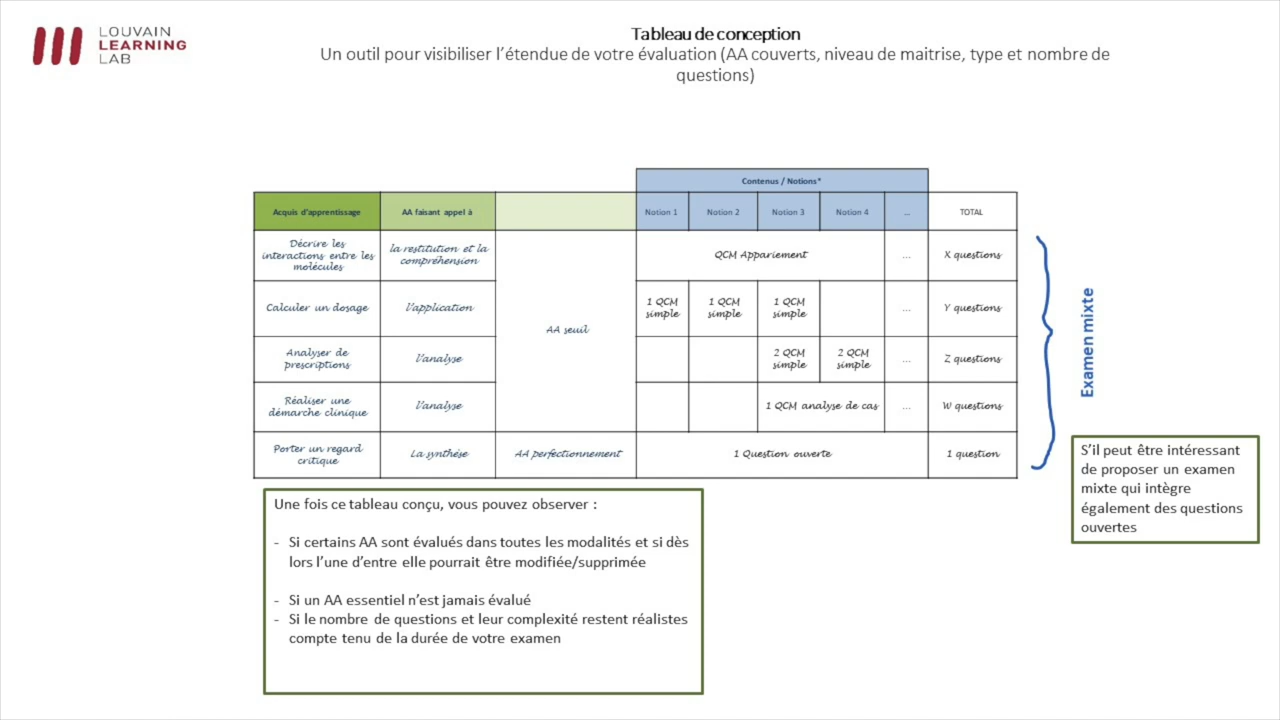 LOUVAIN
LEARNING
LAB
Tableau de conception
Un outil pour visibiliser l'étendue de votre évaluation (AA couverts, niveau de maitrise, type et nombre de
questions)
Contenus / Notions*
Acquis d'apprentissage
AA faisant appel à
Notion 1
Notion 2
Notion 3
Notion 4
...
TOTAL
Décrire les
interactions entre les
molécules
la restitution et la
compréhension
AA seuil
QCM Appariement
...
X questions
Calculer un dosage
l'application
1 QCM
simple
1 QCM
simple
1 QCM
simple
...
Y questions
Analyser de
prescriptions
l'analyse
2 QCM
simple
2 QCM
simple
...
Z questions
Réaliser une
démarche clinique
l'analyse
1 QCM analyse de cas
...
W questions
Porter un regard
critique
La synthèse
AA perfectionnement
1 Question ouverte
1 question
Examen mixte
S'il peut être intéressant
de proposer un examen
mixte qui intègre
également des questions
ouvertes
Une fois ce tableau conçu, vous pouvez observer :
- Si certains AA sont évalués dans toutes les modalités et si dès
lors l'une d'entre elle pourrait être modifiée/supprimée
- Si un AA essentiel n'est jamais évalué
- Si le nombre de questions et leur complexité restent réalistes
compte tenu de la durée de votre examen